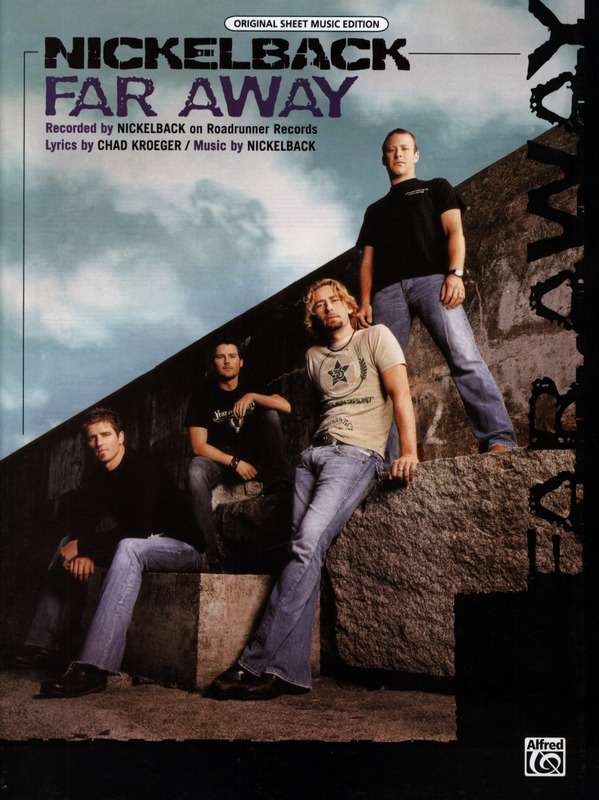 ORIGINAL SHEET MUSIC EDITION
NICKELBACK
FAR AWAY
Recorded by NICKELBACK on Roadrunner Records
Lyrics by CHAD KROEGER / Music by NICKELBACK
FAR AWAY
2
Alfred